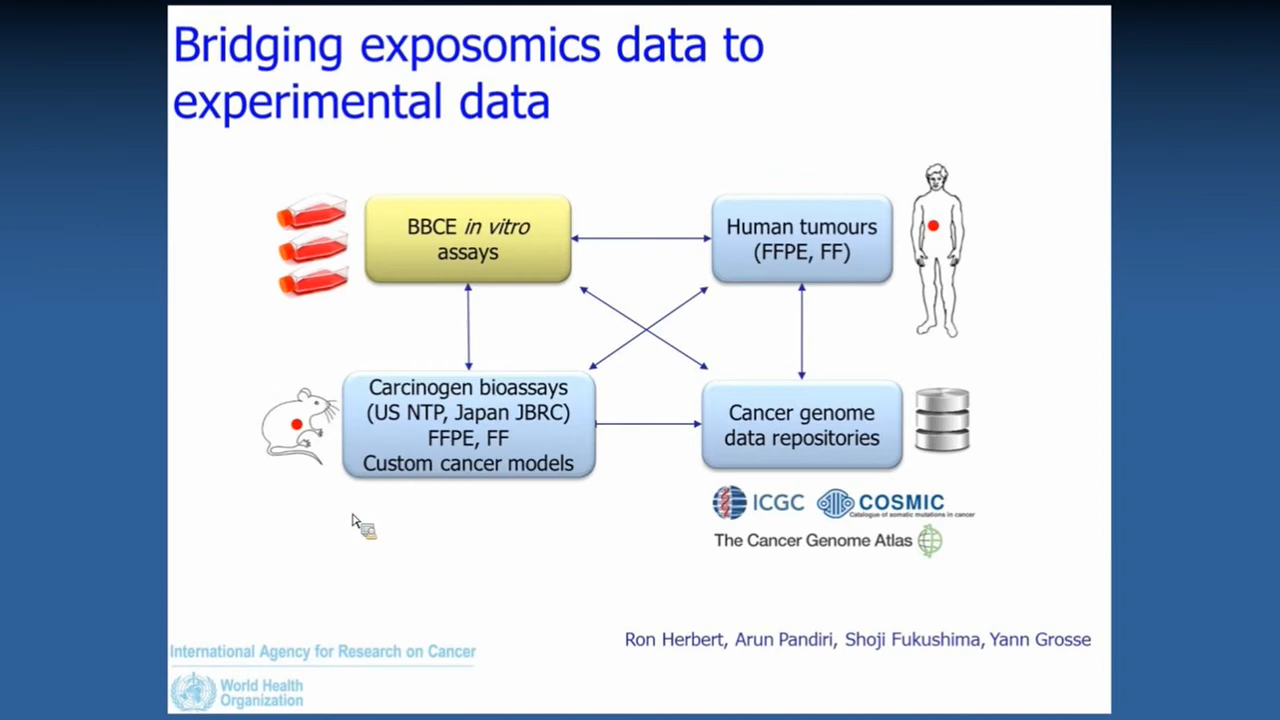 Bridging exposomics data to
experimental data
BBCE in vitro
assays
Human tumours
(FFPE, FF)
Carcinogen bioassays
(US NTP, Japan JBRC)
FFPE, FF
Custom cancer models
Cancer genome
data repositories
ICGC
COSMIC
Catalogue of somatic mutations in cancer
The Cancer Genome Atlas
Ron Herbert, Arun Pandiri, Shoji Fukushima, Yann Grosse
International Agency for Research on Cancer
World Health
Organization